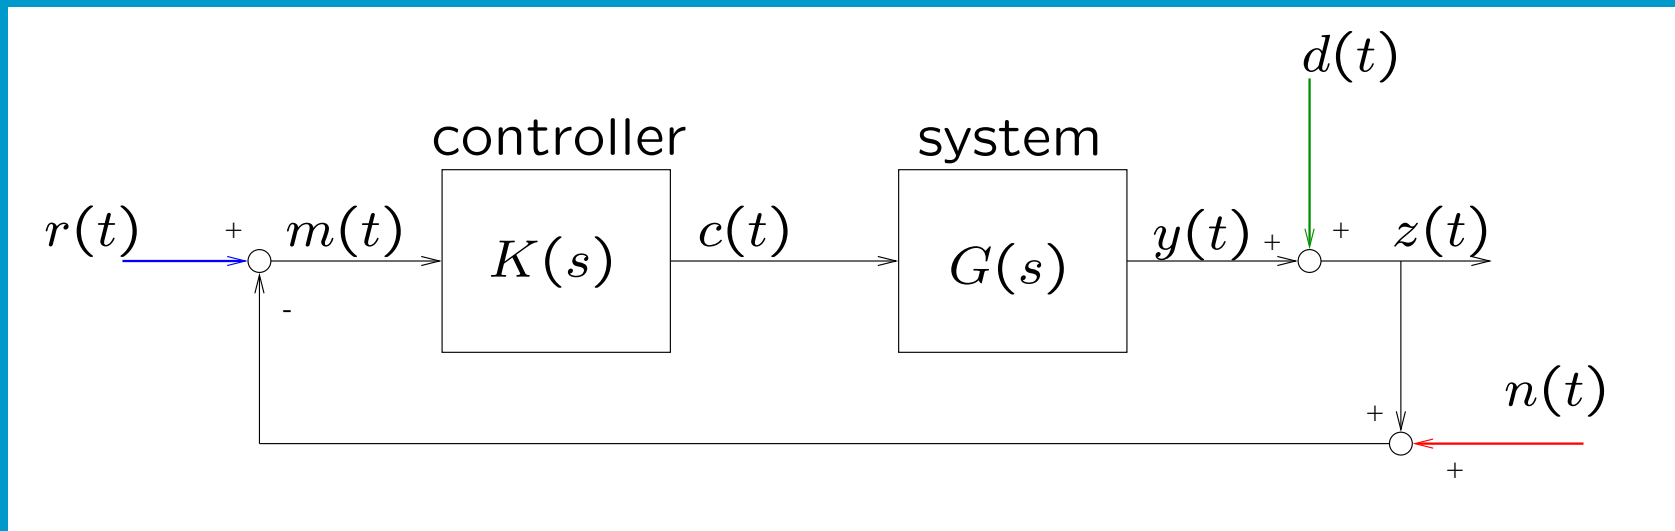 d(t)
controller
system
r(t)
+
m(t)
K(s)
c(t)
G(s)
y(t)
+
+
z(t)
-
n(t)
+
+